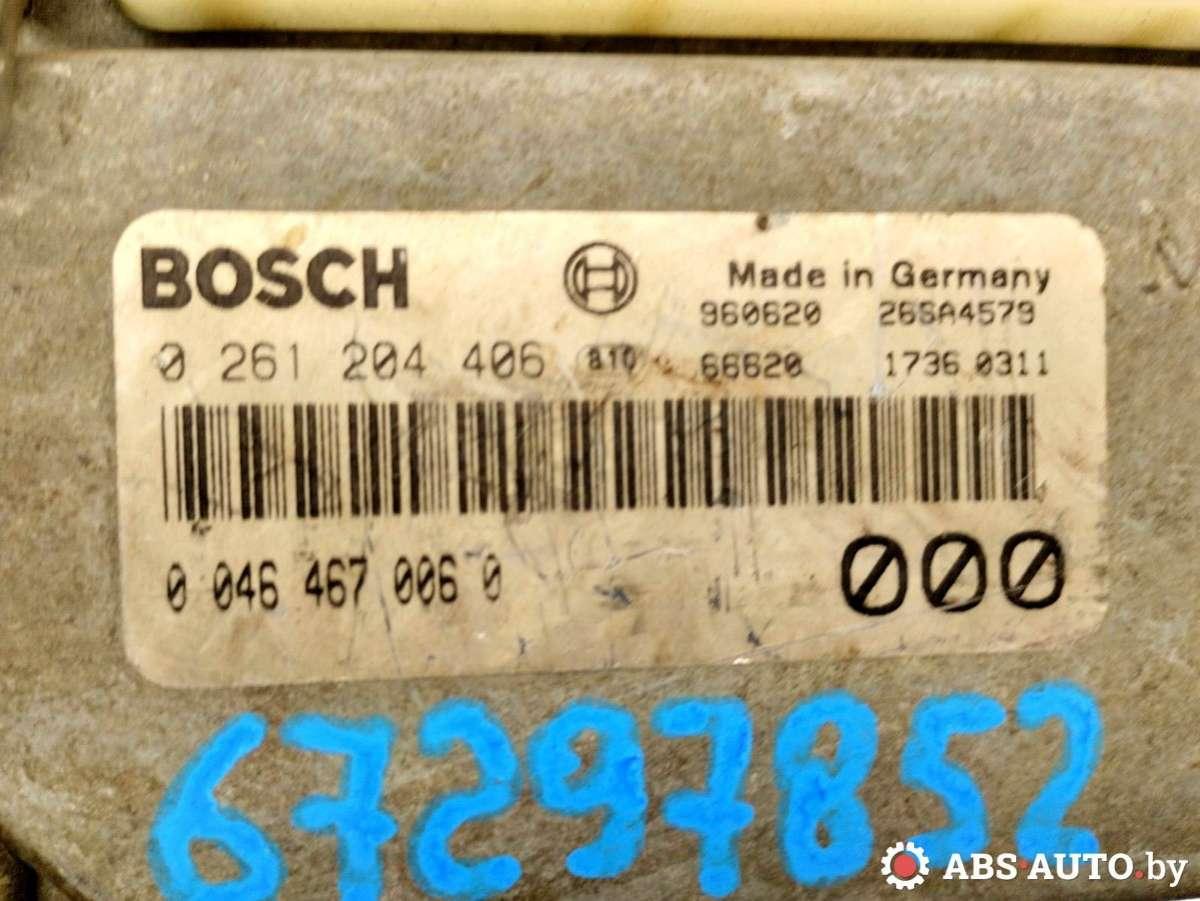 BOSCH
Made in Germany
960620 26SA4579
0 261 204 406 810 66620 1736 0311
0 046 467 006 0
000
67297852
ABS-AUTO.by